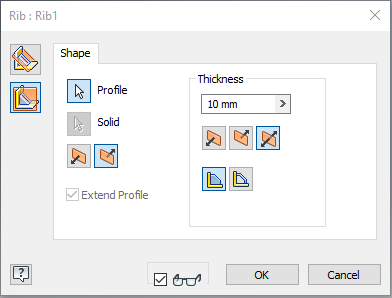 Rib : Rib1
Shape
Profile
Solid
Extend Profile
Thickness
10 mm
OK
Cancel